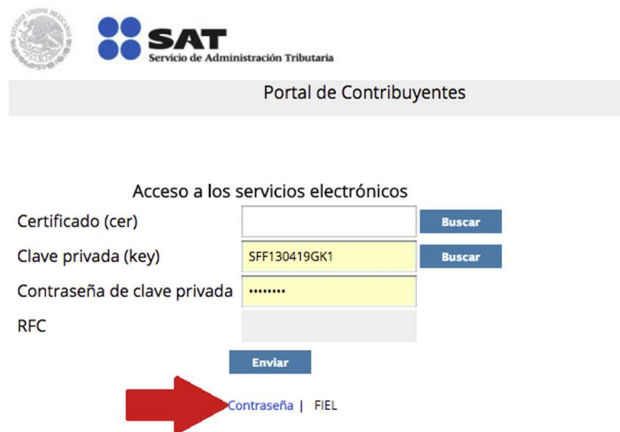 SAT
Servicio de Administración Tributaria
Portal de Contribuyentes
Acceso a los servicios electrónicos
Certificado (cer) Buscar
Clave privada (key) SFF130419GK1 Buscar
Contraseña de clave privada ••••••••
RFC
Enviar
Contraseña | FIEL